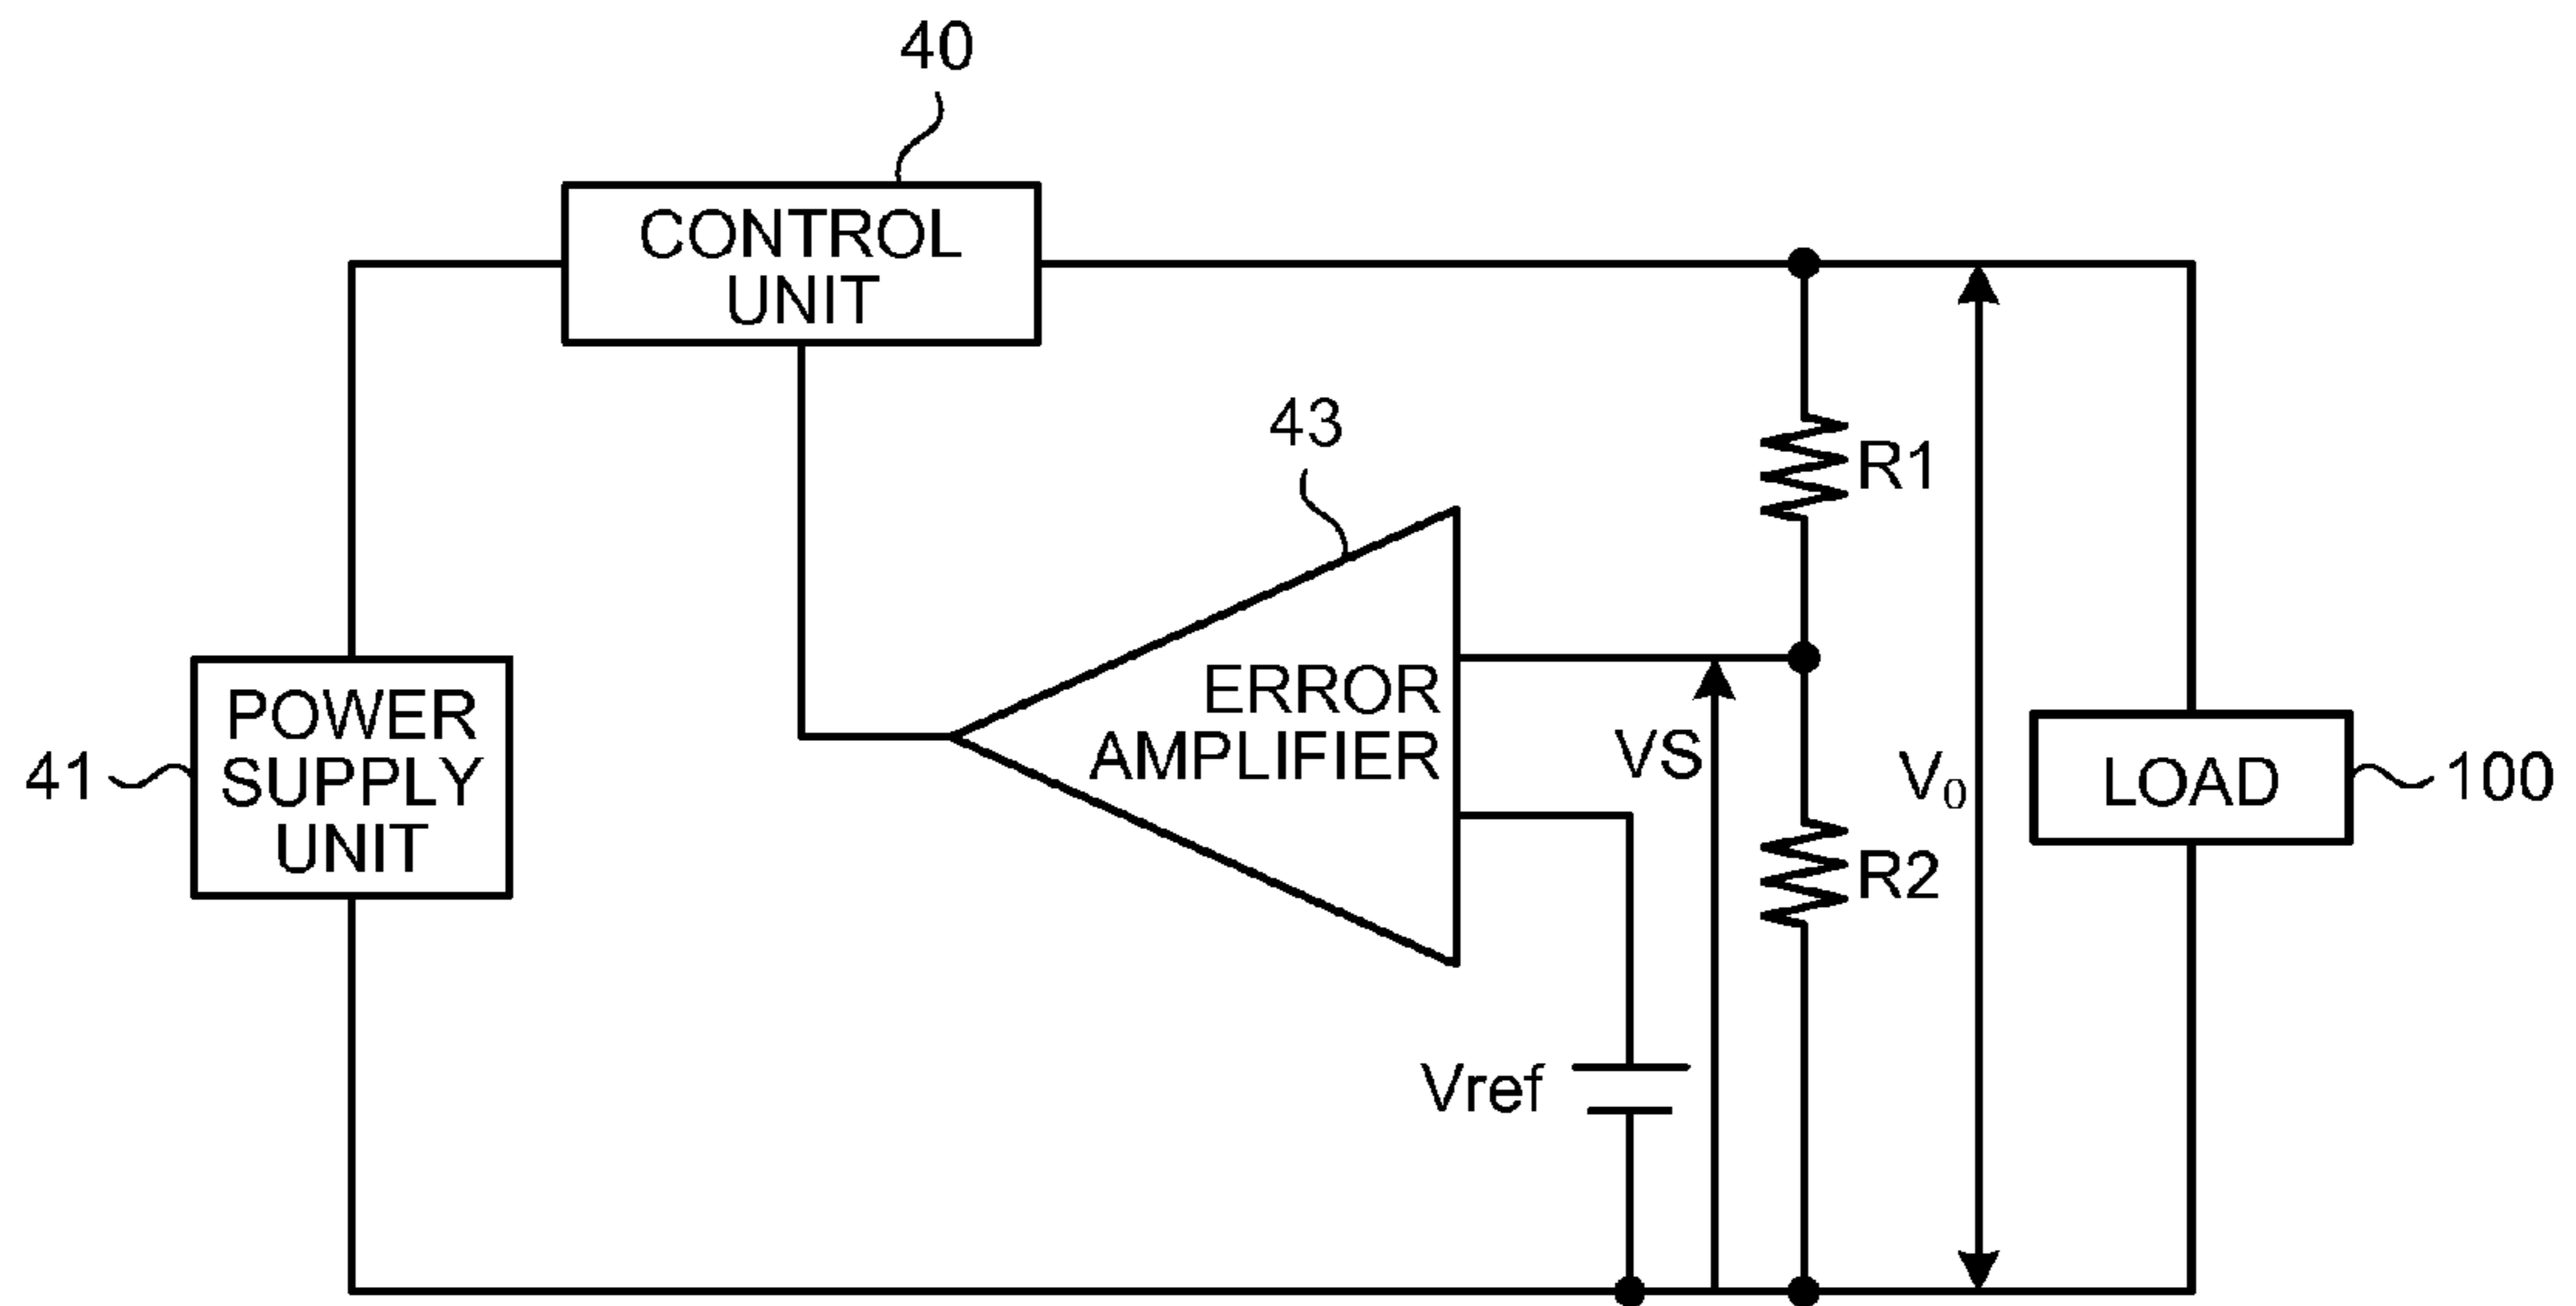 40
CONTROL
UNIT
43
R1
ERROR
AMPLIFIER
41
POWER
SUPPLY
UNIT
VS
V₀
LOAD
100
R2
Vref